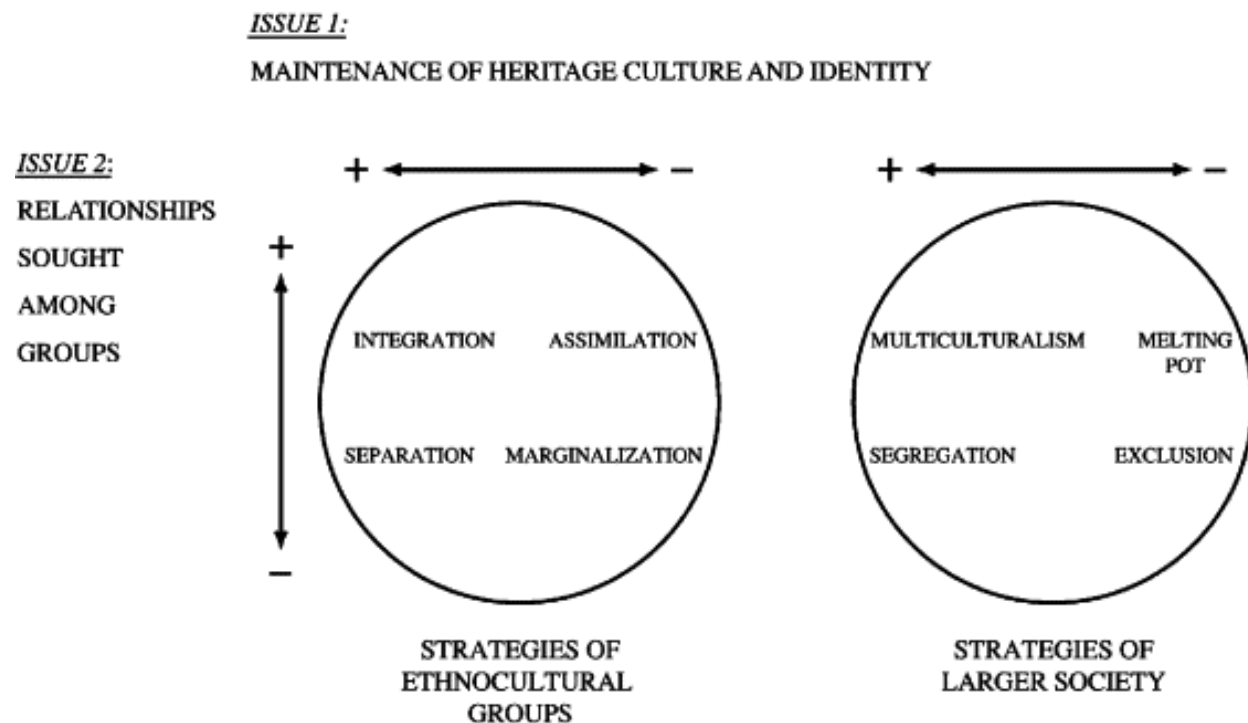 ISSUE 1:
MAINTENANCE OF HERITAGE CULTURE AND IDENTITY
ISSUE 2:
RELATIONSHIPS
SOUGHT
AMONG
GROUPS
+ −
+ −
+
−
INTEGRATION ASSIMILATION
SEPARATION MARGINALIZATION
STRATEGIES OF
ETHNOCULTURAL
GROUPS
MULTICULTURALISM MELTING
POT
SEGREGATION EXCLUSION
STRATEGIES OF
LARGER SOCIETY